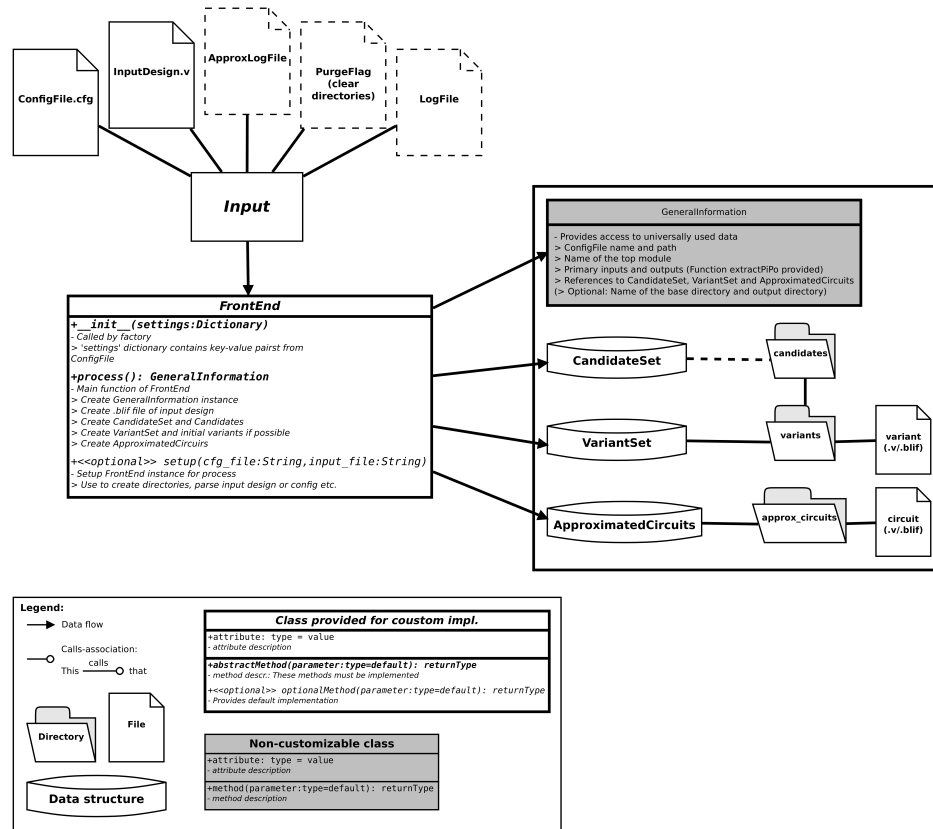 ConfigFile.cfg
InputDesign.v
ApproxLogFile
PurgeFlag
(clear
directories)
LogFile
Input
FrontEnd
+__init__(settings:Dictionary)
- Called by factory
> 'settings' dictionary contains key-value pairst from
ConfigFile
+process(): GeneralInformation
- Main function of FrontEnd
> Create GeneralInformation instance
> Create .blif file of input design
> Create CandidateSet and Candidates
> Create VariantSet and initial variants if possible
> Create ApproximatedCircuirs
+<<optional>> setup(cfg_file:String,input_file:String)
- Setup FrontEnd instance for process
> Use to create directories, parse input design or config etc.
GeneralInformation
- Provides access to universally used data
> ConfigFile name and path
> Name of the top module
> Primary inputs and outputs (Function extractPiPo provided)
> References to CandidateSet, VariantSet and ApproximatedCircuits
(> Optional: Name of the base directory and output directory)
CandidateSet
candidates
VariantSet
variants
variant
(.v/.blif)
ApproximatedCircuits
approx_circuits
circuit
(.v/.blif)
Legend:
Data flow
Calls-association:
calls
This
that
Directory
File
Data structure
Class provided for coustom impl.
+attribute: type = value
- attribute description
+abstractMethod(parameter:type=default): returnType
- method descr.: These methods must be implemented
+<<optional>> optionalMethod(parameter:type=default): returnType
- Provides default implementation
Non-customizable class
+attribute: type = value
- attribute description
+method(parameter:type=default): returnType
- method description